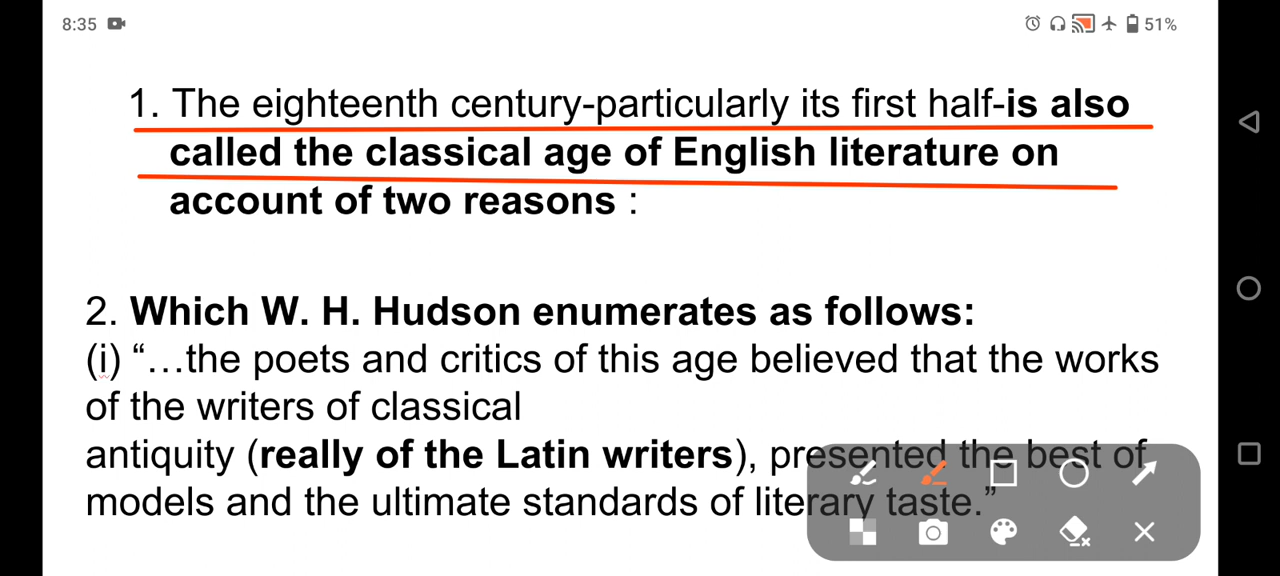 8:35
51%
1. The eighteenth century-particularly its first half-is also
called the classical age of English literature on
account of two reasons :
2. Which W. H. Hudson enumerates as follows:
(i) “…the poets and critics of this age believed that the works
of the writers of classical
antiquity (really of the Latin writers), presented the best of
models and the ultimate standards of literary taste.”